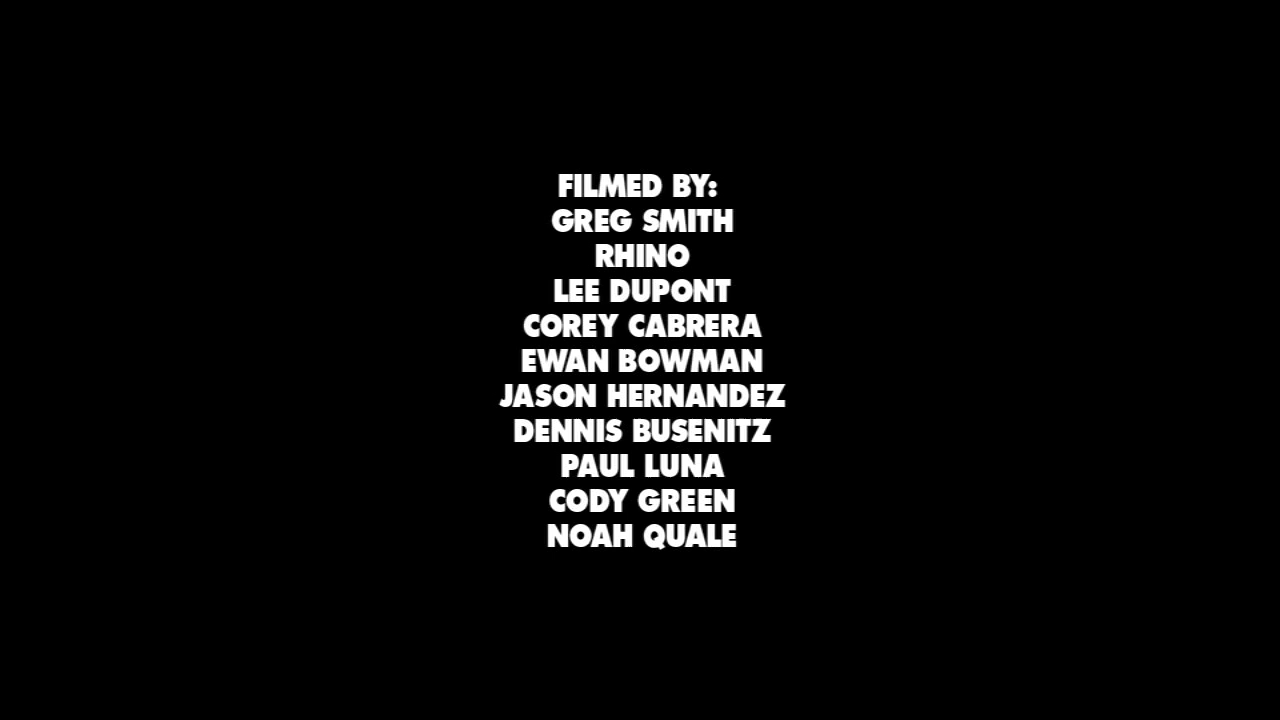 FILMED BY:
GREG SMITH
RHINO
LEE DUPONT
COREY CABRERA
EWAN BOWMAN
JASON HERNANDEZ
DENNIS BUSENITZ
PAUL LUNA
CODY GREEN
NOAH QUALE